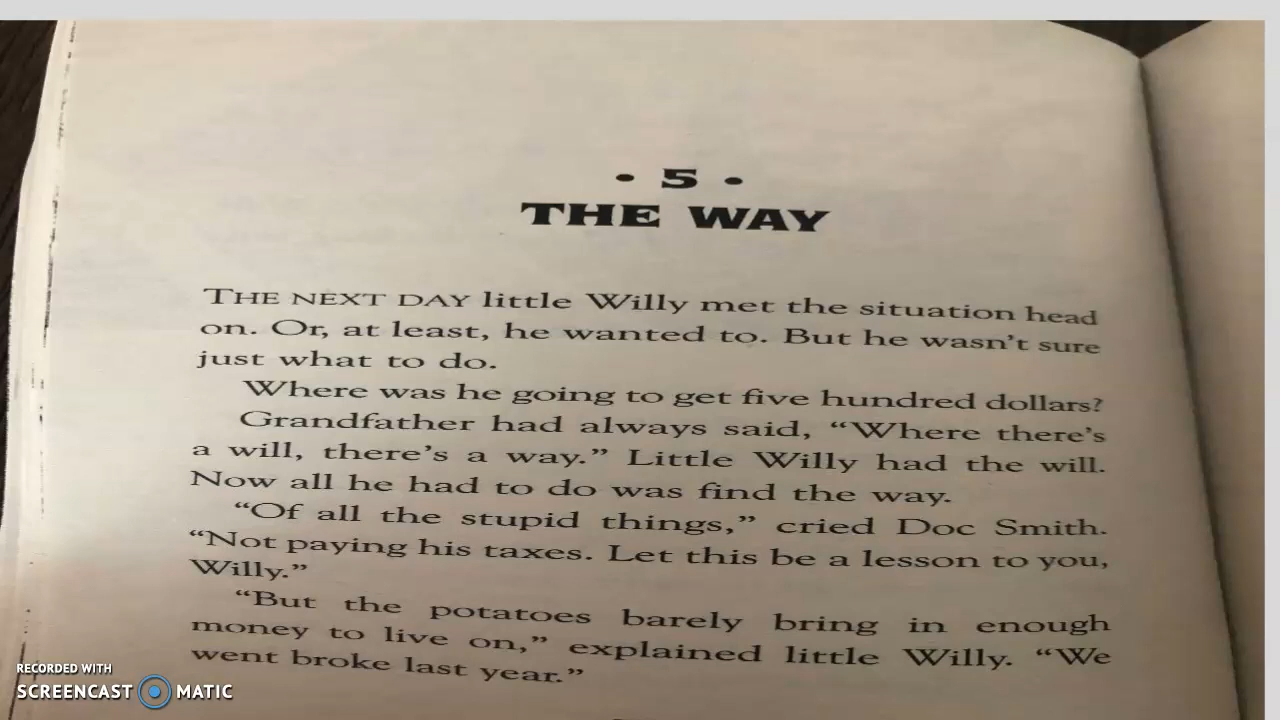 • 5 •
THE WAY
THE NEXT DAY little Willy met the situation head
on. Or, at least, he wanted to. But he wasn't sure
just what to do.
Where was he going to get five hundred dollars?
Grandfather had always said, “Where there's
a will, there's a way.” Little Willy had the will.
Now all he had to do was find the way.
“Of all the stupid things,” cried Doc Smith.
“Not paying his taxes. Let this be a lesson to you,
Willy.”
“But the potatoes barely bring in enough
money to live on,” explained little Willy. “We
went broke last year.”
RECORDED WITH
SCREENCAST MATIC